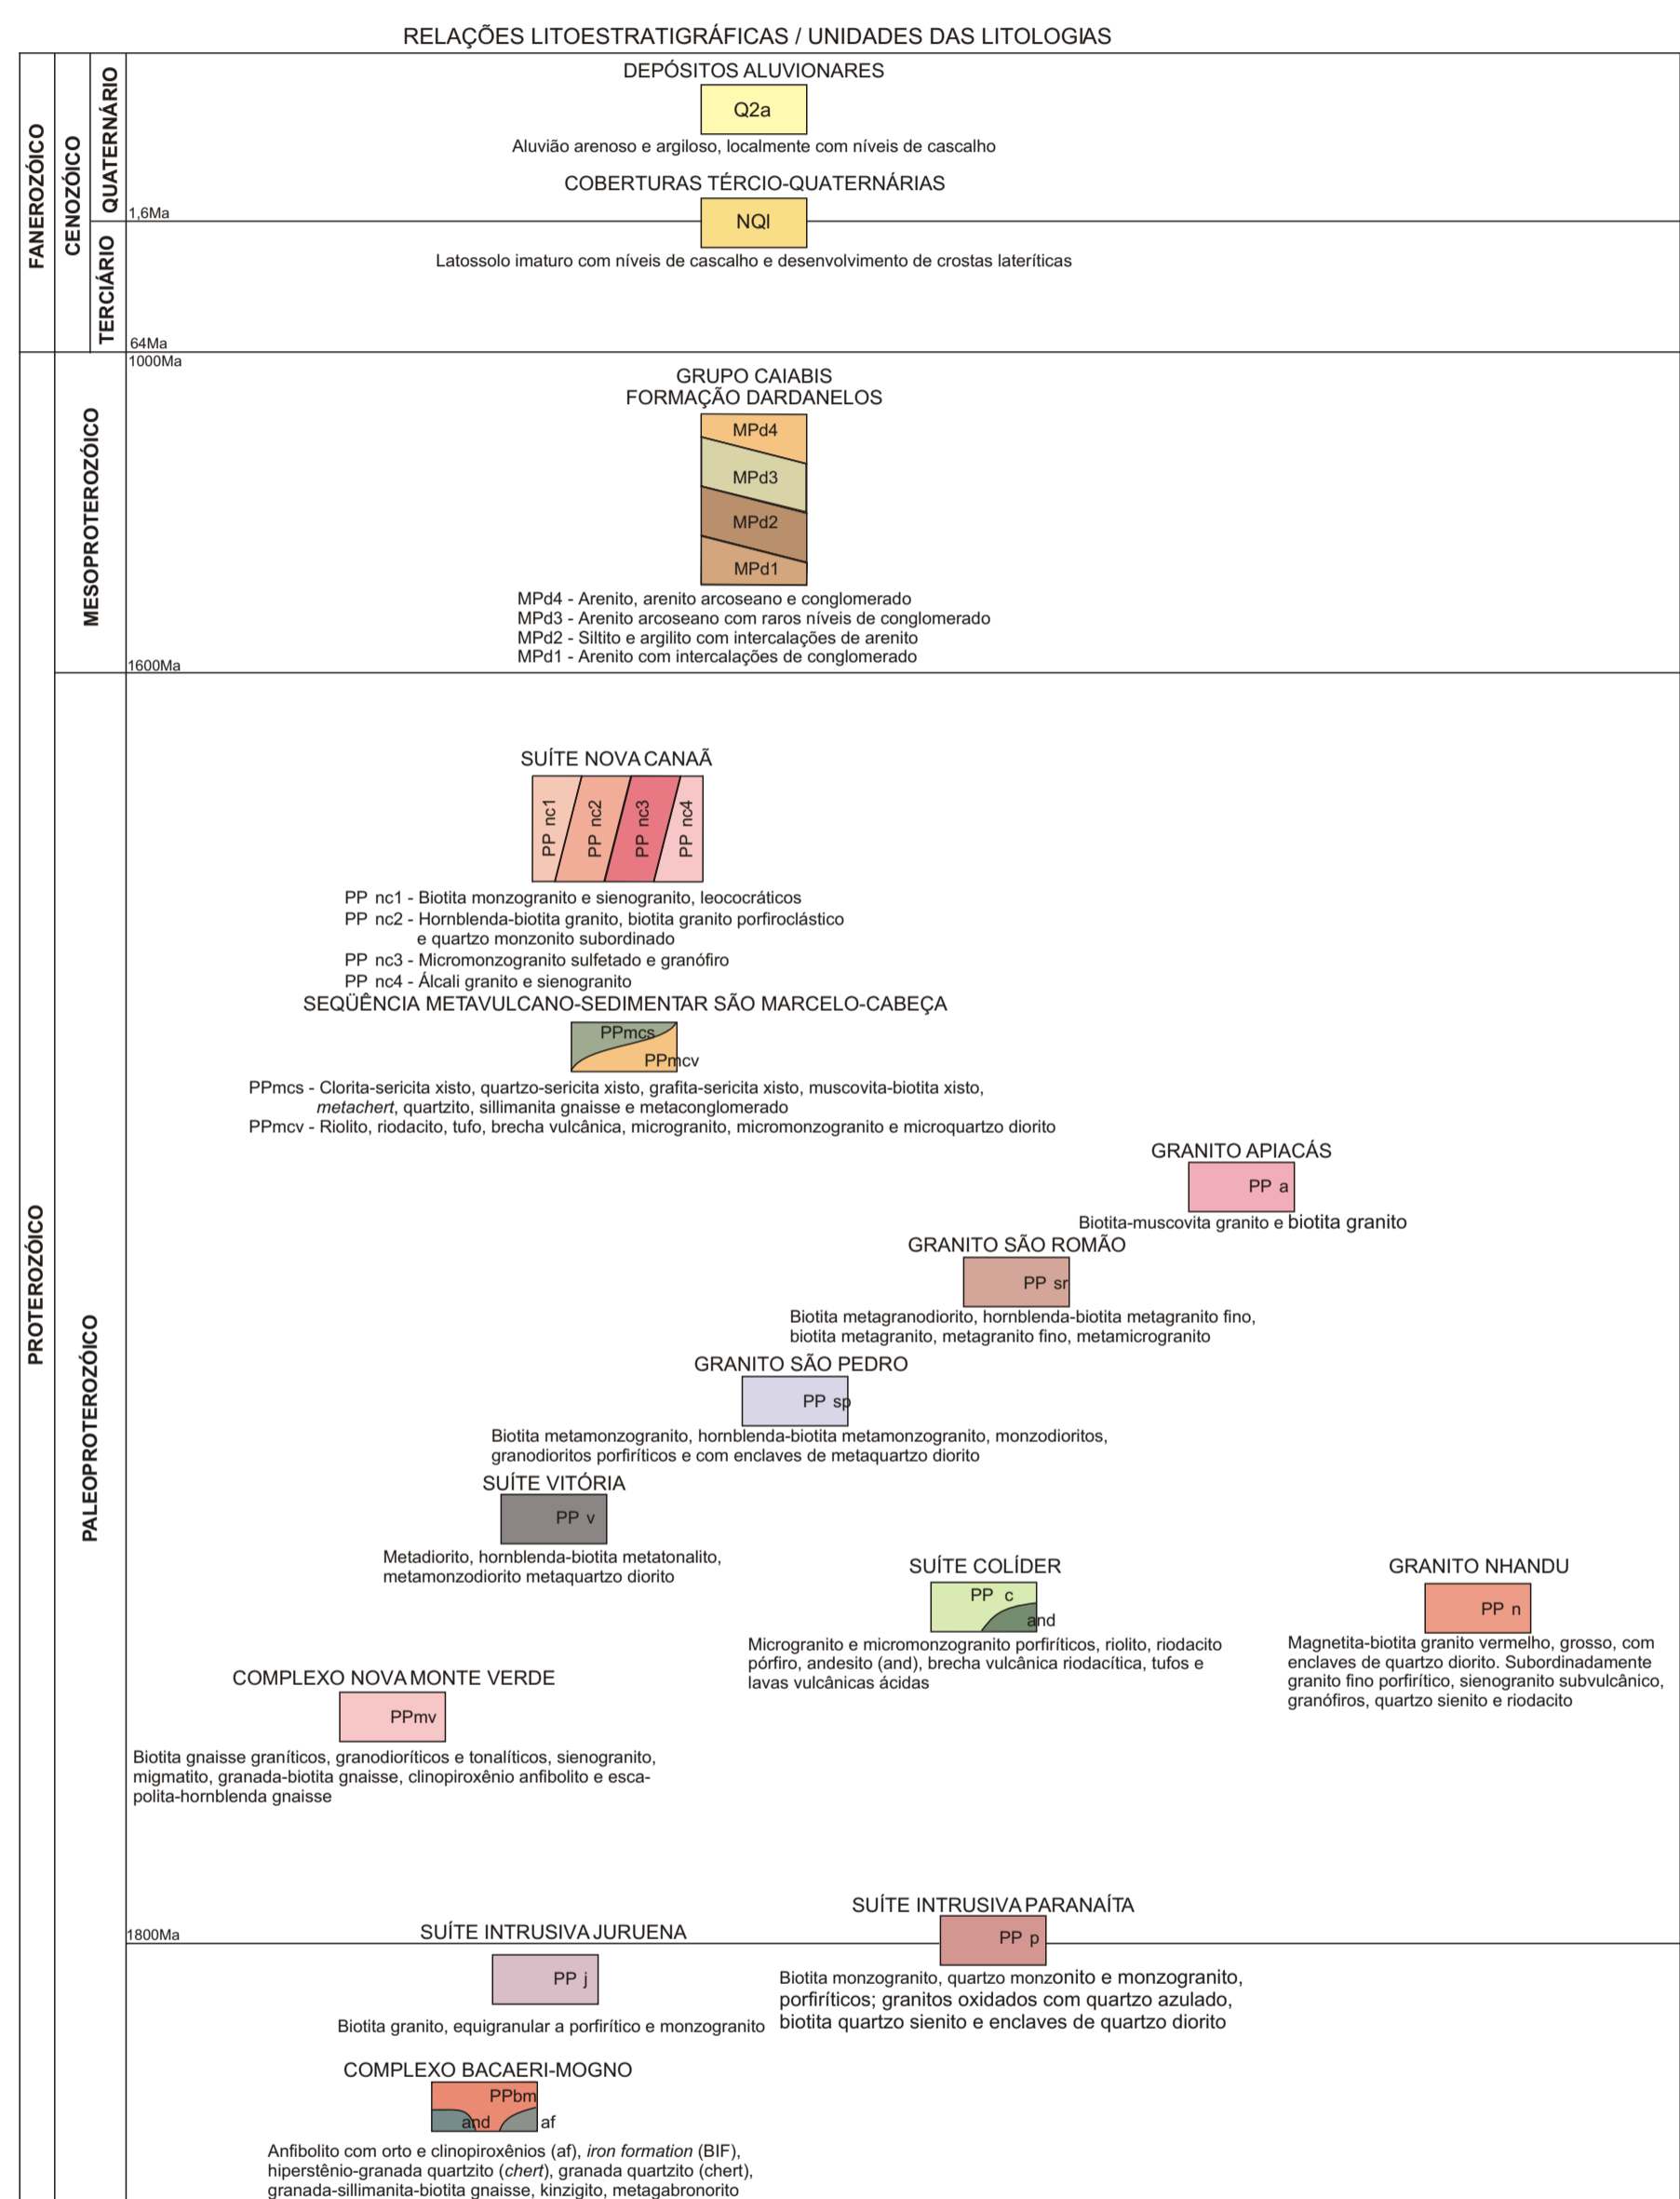 RELAÇÕES LITOESTRATIGRÁFICAS / UNIDADES DAS LITOLOGIAS
FANEROZÓICO
CENOZÓICO
QUATERNÁRIO
DEPÓSITOS ALUVIONARES
Q2a
Aluvião arenoso e argiloso, localmente com níveis de cascalho
COBERTURAS TÉRCIO-QUATERNÁRIAS
1,6Ma
NQl
TERCIÁRIO
Latossolo imaturo com níveis de cascalho e desenvolvimento de crostas lateríticas
64Ma
1000Ma
PROTEROZÓICO
MESOPROTEROZÓICO
GRUPO CAIABIS
FORMAÇÃO DARDANELOS
MPd4
MPd3
MPd2
MPd1
MPd4 - Arenito, arenito arcoseano e conglomerado
MPd3 - Arenito arcoseano com raros níveis de conglomerado
MPd2 - Siltito e argilito com intercalações de arenito
MPd1 - Arenito com intercalações de conglomerado
1600Ma
PALEOPROTEROZÓICO
SUÍTE NOVA CANAÃ
PP nc1
PP nc2
PP nc3
PP nc4
PP nc1 - Biotita monzogranito e sienogranito, leococráticos
PP nc2 - Hornblenda-biotita granito, biotita granito porfiroclástico
e quartzo monzonito subordinado
PP nc3 - Micromonzogranito sulfetado e granófiro
PP nc4 - Álcali granito e sienogranito
SEQÜÊNCIA METAVULCANO-SEDIMENTAR SÃO MARCELO-CABEÇA
PPmcs
PPmcv
PPmcs - Clorita-sericita xisto, quartzo-sericita xisto, grafita-sericita xisto, muscovita-biotita xisto,
metachert, quartzito, sillimanita gnaisse e metaconglomerado
PPmcv - Riolito, riodacito, tufo, brecha vulcânica, microgranito, micromonzogranito e microquartzo diorito
GRANITO APIACÁS
PP a
Biotita-muscovita granito e biotita granito
GRANITO SÃO ROMÃO
PP sr
Biotita metagranodiorito, hornblenda-biotita metagranito fino,
biotita metagranito, metagranito fino, metamicrogranito
GRANITO SÃO PEDRO
PP sp
Biotita metamonzogranito, hornblenda-biotita metamonzogranito, monzodioritos,
granodioritos porfiríticos e com enclaves de metaquartzo diorito
SUÍTE VITÓRIA
PP v
Metadiorito, hornblenda-biotita metatonalito,
metamonzodiorito metaquartzo diorito
SUÍTE COLÍDER
PP c
and
Microgranito e micromonzogranito porfiríticos, riolito, riodacito
pórfiro, andesito (and), brecha vulcânica riodacítica, tufos e
lavas vulcânicas ácidas
GRANITO NHANDU
PP n
Magnetita-biotita granito vermelho, grosso, com
enclaves de quartzo diorito. Subordinadamente
granito fino porfirítico, sienogranito subvulcânico,
granófiros, quartzo sienito e riodacito
COMPLEXO NOVA MONTE VERDE
PPmv
Biotita gnaisse graníticos, granodioríticos e tonalíticos, sienogranito,
migmatito, granada-biotita gnaisse, clinopiroxênio anfibolito e esca-
polita-hornblenda gnaisse
1800Ma
SUÍTE INTRUSIVA PARANAÍTA
PP p
Biotita monzogranito, quartzo monzonito e monzogranito,
porfiríticos; granitos oxidados com quartzo azulado,
biotita quartzo sienito e enclaves de quartzo diorito
SUÍTE INTRUSIVA JURUENA
PP j
Biotita granito, equigranular a porfirítico e monzogranito
COMPLEXO BACAERI-MOGNO
PPbm
and
af
Anfibolito com orto e clinopiroxênios (af), iron formation (BIF),
hiperstênio-granada quartzito (chert), granada quartzito (chert),
granada-sillimanita-biotita gnaisse, kinzigito, metagabronorito